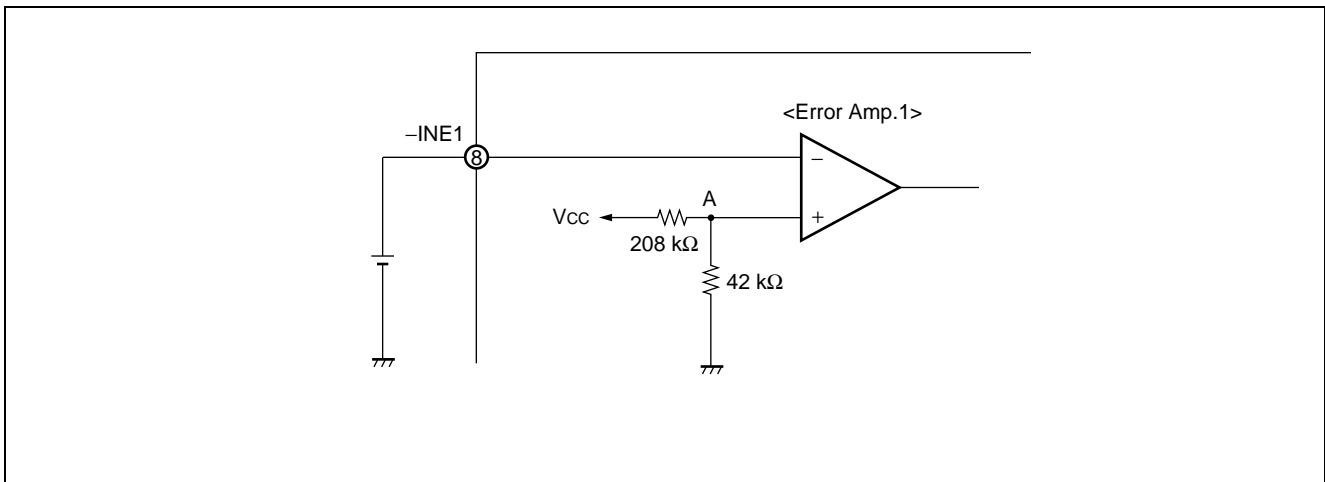 <Error Amp.1>
−INE1
8
−
A
VCC
+
208 kΩ
42 kΩ